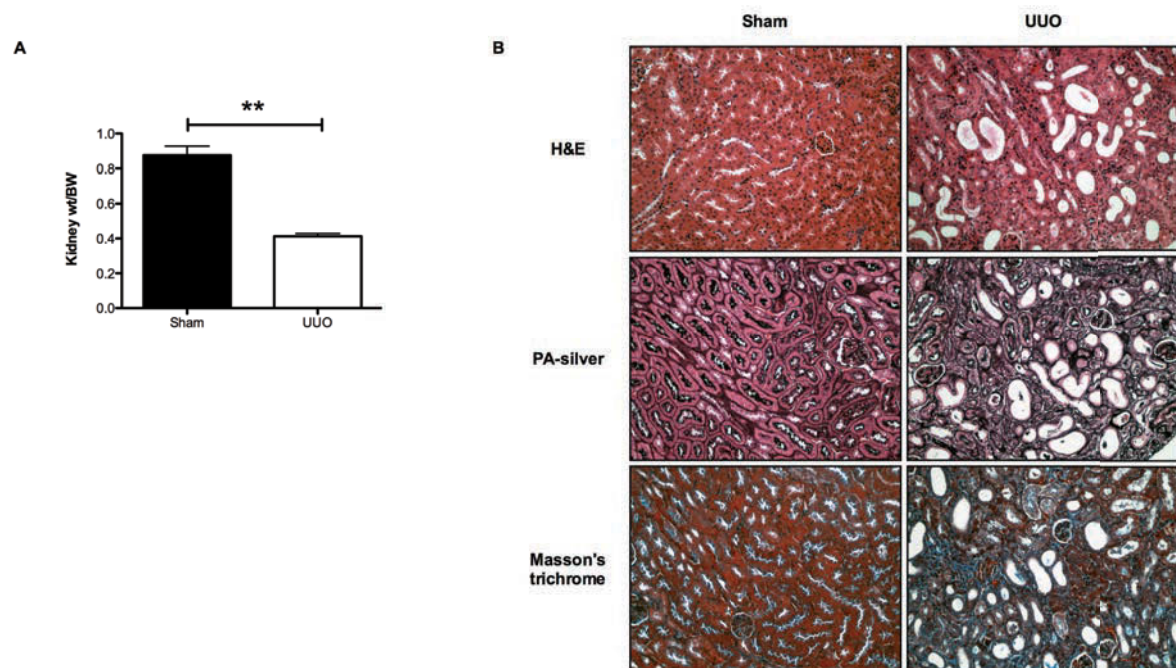 A
**
Kidney wt/BW
1.0
0.8
0.6
0.4
0.2
0.0
Sham
UUO
B
Sham
UUO
H&E
PA-silver
Masson's
trichrome